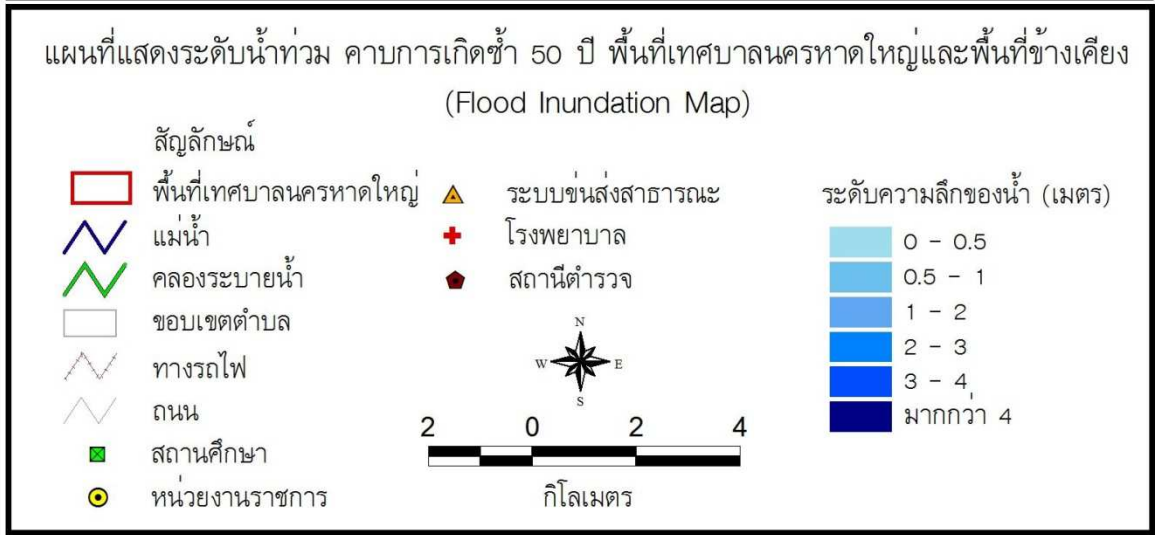 แผนที่แสดงระดับน้ำท่วม คาบการเกิดซ้ำ 50 ปี พื้นที่เทศบาลนครหาดใหญ่และพื้นที่ข้างเคียง
(Flood Inundation Map)
สัญลักษณ์
พื้นที่เทศบาลนครหาดใหญ่
แม่น้ำ
คลองระบายน้ำ
ขอบเขตตำบล
ทางรถไฟ
ถนน
สถานศึกษา
หน่วยงานราชการ
ระบบขนส่งสาธารณะ
โรงพยาบาล
สถานีตำรวจ
N
W E
S
2 0 2 4
กิโลเมตร
ระดับความลึกของน้ำ (เมตร)
0 - 0.5
0.5 - 1
1 - 2
2 - 3
3 - 4
มากกว่า 4